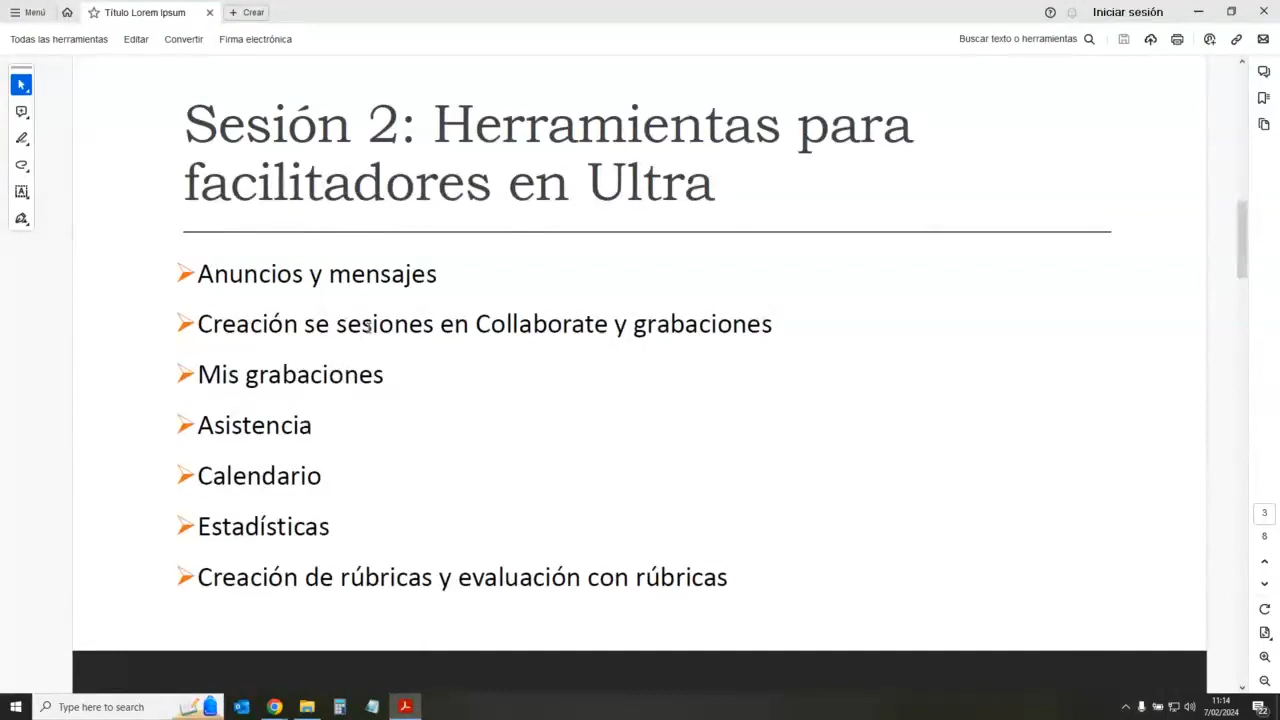 Menú
Título Lorem Ipsum
Crear
Iniciar sesión
Todas las herramientas Editar Convertir Firma electrónica
Buscar texto o herramientas
Sesión 2: Herramientas para
facilitadores en Ultra
Anuncios y mensajes
Creación se sesiones en Collaborate y grabaciones
Mis grabaciones
Asistencia
Calendario
Estadísticas
Creación de rúbricas y evaluación con rúbricas
3
8
Type here to search
11:14
7/02/2024
22